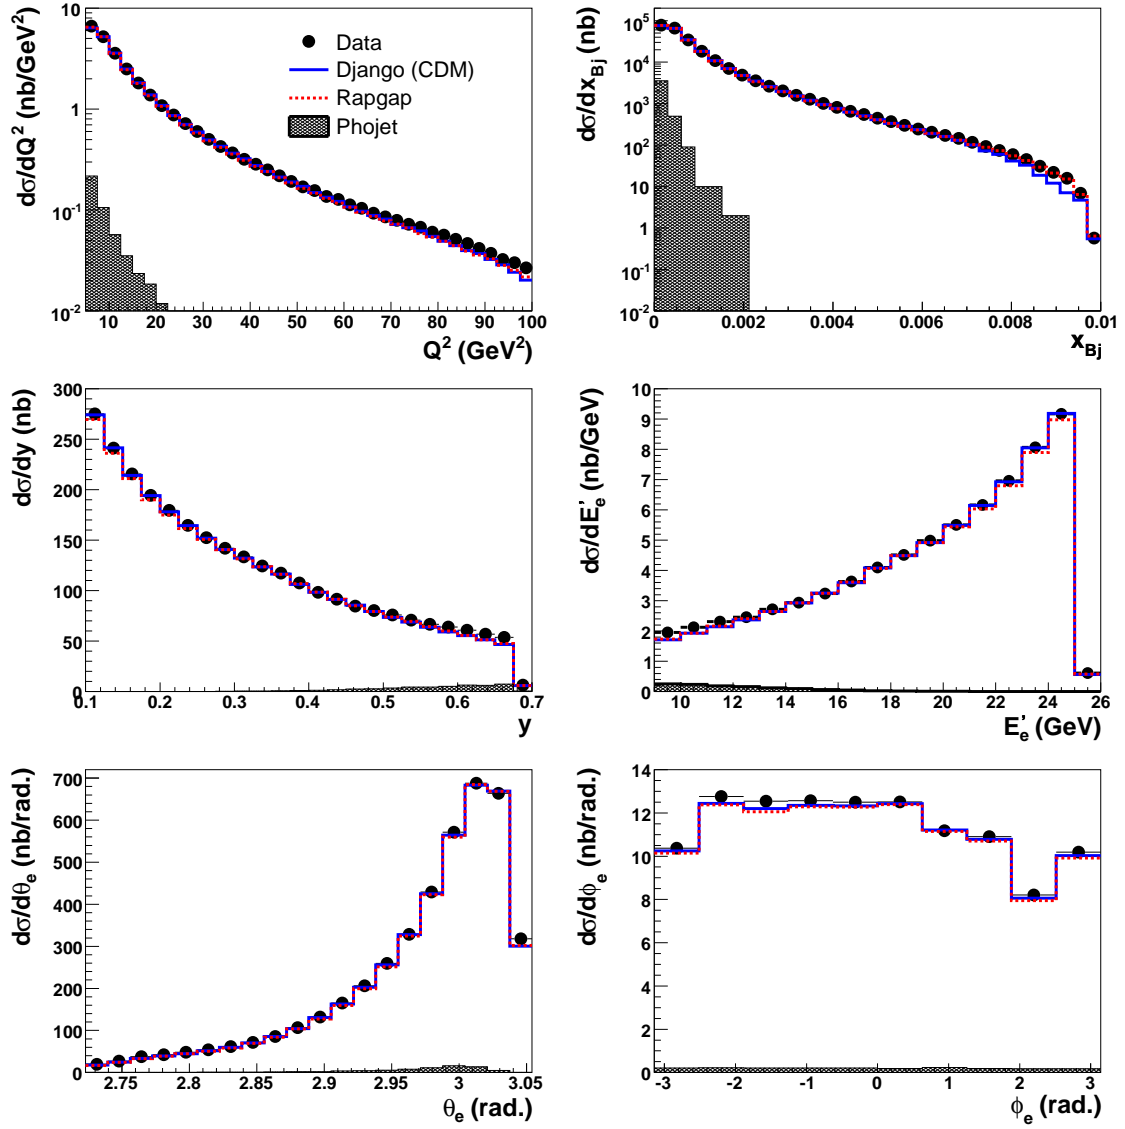 dσ/dQ² (nb/GeV²)
10
1
10⁻¹
10⁻²
Data
Django (CDM)
Rapgap
Phojet
10 20 30 40 50 60 70 80 90 100
Q² (GeV²)
dσ/dx_Bj (nb)
10⁵
10⁴
10³
10²
10
1
10⁻¹
10⁻²
0 0.002 0.004 0.006 0.008 0.01
x_Bj
dσ/dy (nb)
300
250
200
150
100
50
0
0.1 0.2 0.3 0.4 0.5 0.6 0.7
y
dσ/dE'_e (nb/GeV)
10
9
8
7
6
5
4
3
2
1
0
10 12 14 16 18 20 22 24 26
E'_e (GeV)
dσ/dθ_e (nb/rad.)
700
600
500
400
300
200
100
0
2.75 2.8 2.85 2.9 2.95 3 3.05
θ_e (rad.)
dσ/dϕ_e (nb/rad.)
14
12
10
8
6
4
2
0
-3 -2 -1 0 1 2 3
ϕ_e (rad.)